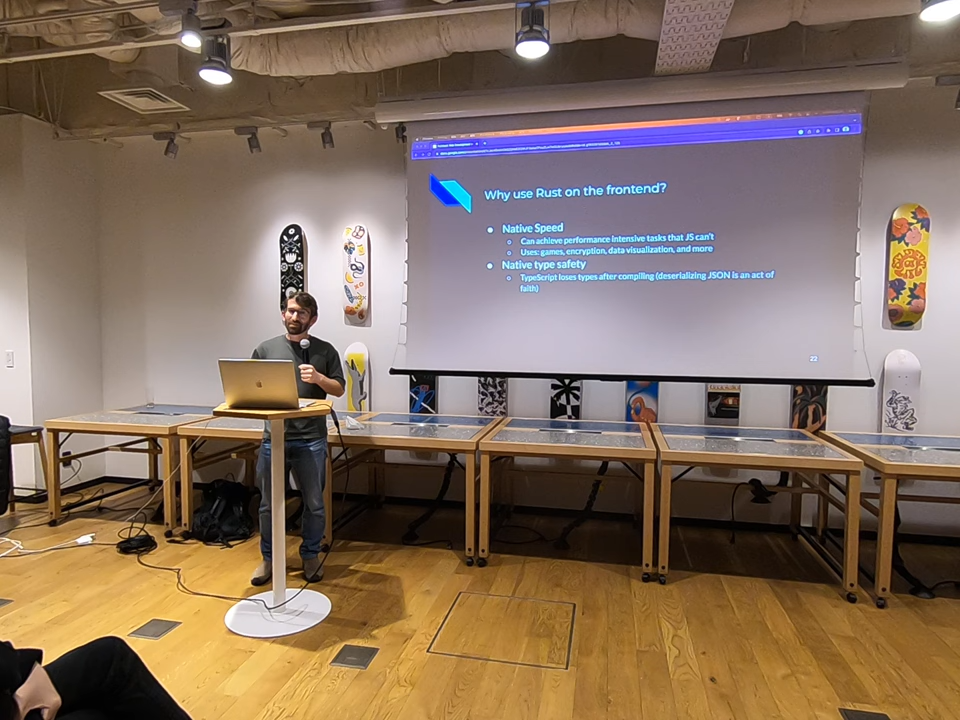 Why use Rust on the frontend?
● Native Speed
○ Can achieve performance intensive tasks that JS can't
○ Uses: games, encryption, data visualization, and more
● Native type safety
○ TypeScript loses types after compiling (deserializing JSON is an act of
faith)
22